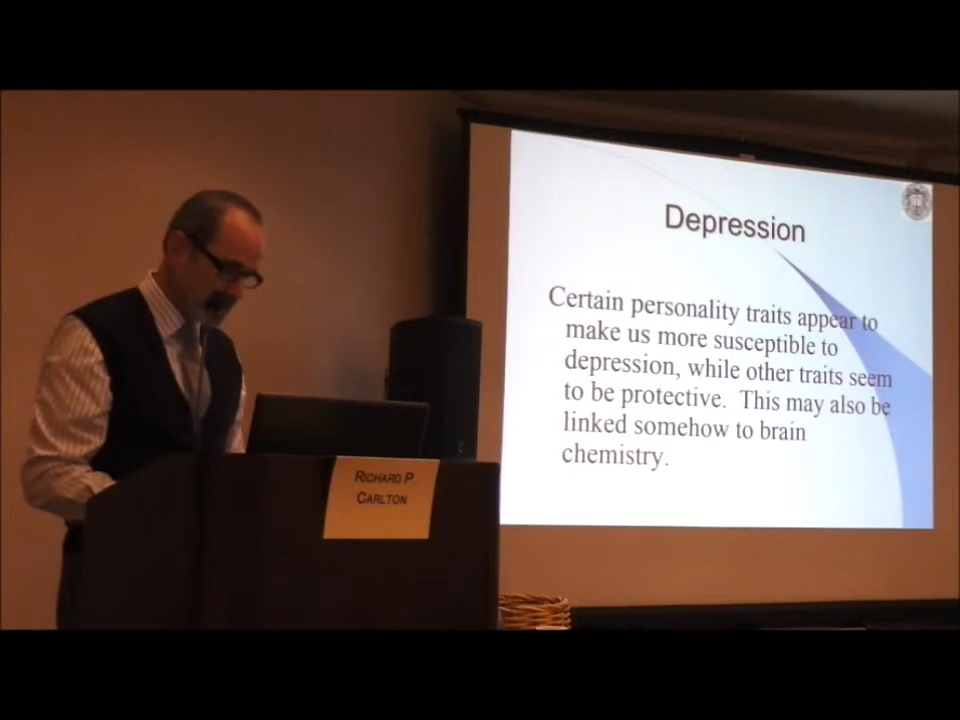 Depression
Certain personality traits appear to
make us more susceptible to
depression, while other traits seem
to be protective.  This may also be
linked somehow to brain
chemistry.
RICHARD P.
CARLTON